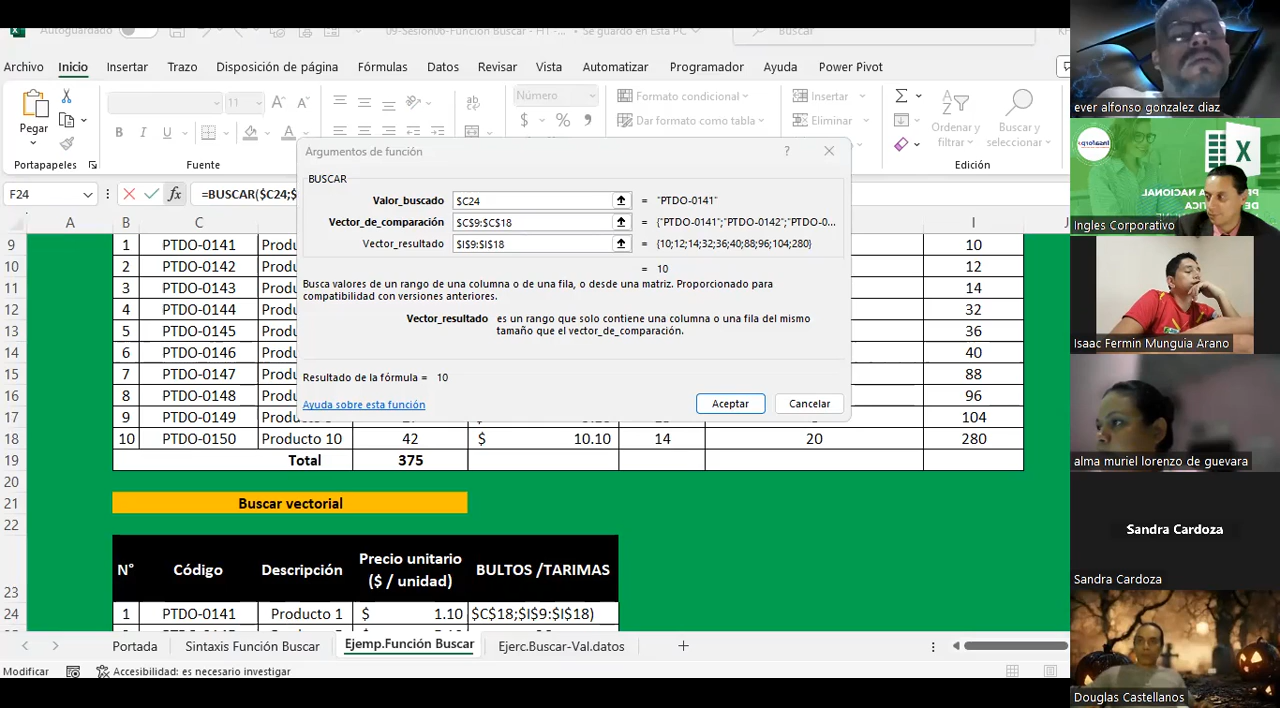 Autoguardado
09-Sesion06-Función Buscar - HT -... • Se guardó en Esta PC
Buscar
Archivo Inicio Insertar Trazo Disposición de página Fórmulas Datos Revisar Vista Automatizar Programador Ayuda Power Pivot
Pegar
11
Número
Formato condicional
Dar formato como tabla
Insertar
Eliminar
Ordenar y filtrar
Buscar y seleccionar
Portapapeles
Fuente
Edición
F24
=BUSCAR($C24;$
Argumentos de función
BUSCAR
Valor_buscado $C24 = "PTDO-0141"
Vector_de_comparación $C$9:$C$18 = {"PTDO-0141";"PTDO-0142";"PTDO-0...
Vector_resultado $I$9:$I$18 = {10;12;14;32;36;40;88;96;104;280}
= 10
Busca valores de un rango de una columna o de una fila, o desde una matriz. Proporcionado para
compatibilidad con versiones anteriores.
Vector_resultado es un rango que solo contiene una columna o una fila del mismo
tamaño que el vector_de_comparación.
Resultado de la fórmula = 10
Ayuda sobre esta función
Aceptar Cancelar
A B C I
9 1 PTDO-0141 Produ 10
10 2 PTDO-0142 Produ 12
11 3 PTDO-0143 Produ 14
12 4 PTDO-0144 Produ 32
13 5 PTDO-0145 Produ 36
14 6 PTDO-0146 Produ 40
15 7 PTDO-0147 Produ 88
16 8 PTDO-0148 Produ 96
17 9 PTDO-0149 104
18 10 PTDO-0150 Producto 10 42 $ 10.10 14 20 280
19 Total 375
20
21 Buscar vectorial
22
23 N° Código Descripción Precio unitario ($ / unidad) BULTOS /TARIMAS
24 1 PTDO-0141 Producto 1 $ 1.10 $C$18;$I$9:$I$18)
Portada Sintaxis Función Buscar Ejemp.Función Buscar Ejerc.Buscar-Val.datos
Modificar
Accesibilidad: es necesario investigar
ever alfonso gonzalez diaz
Ingles Corporativo
Isaac Fermin Munguia Arano
alma muriel lorenzo de guevara
Sandra Cardoza
Sandra Cardoza
Douglas Castellanos